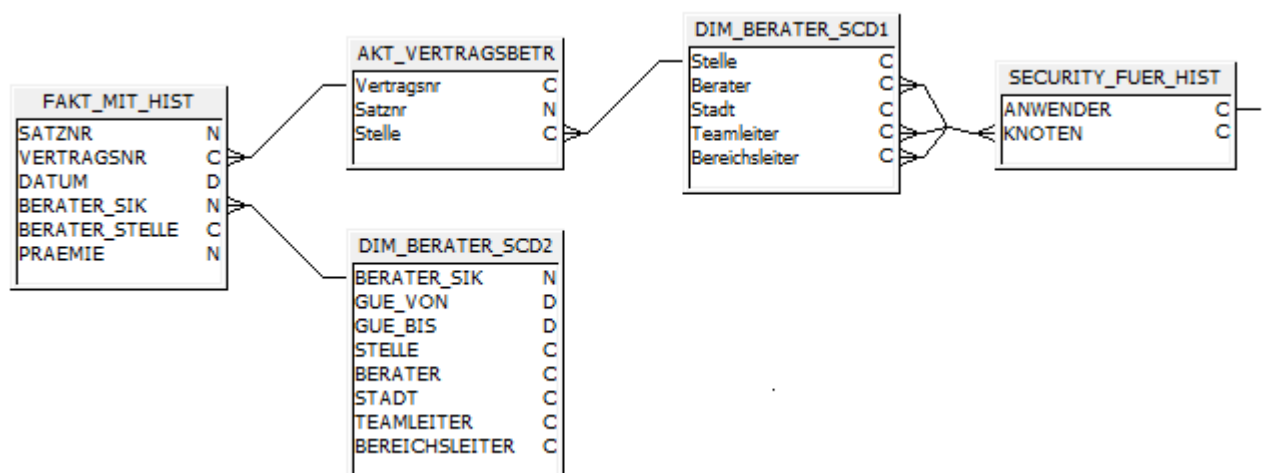 FAKT_MIT_HIST
SATZNR N
VERTRAGSNR C
DATUM D
BERATER_SIK N
BERATER_STELLE C
PRAEMIE N
AKT_VERTRAGSBETR
Vertragsnr C
Satznr N
Stelle C
DIM_BERATER_SCD2
BERATER_SIK N
GUE_VON D
GUE_BIS D
STELLE C
BERATER C
STADT C
TEAMLEITER C
BEREICHSLEITER C
DIM_BERATER_SCD1
Stelle C
Berater C
Stadt C
Teamleiter C
Bereichsleiter C
SECURITY_FUER_HIST
ANWENDER C
KNOTEN C